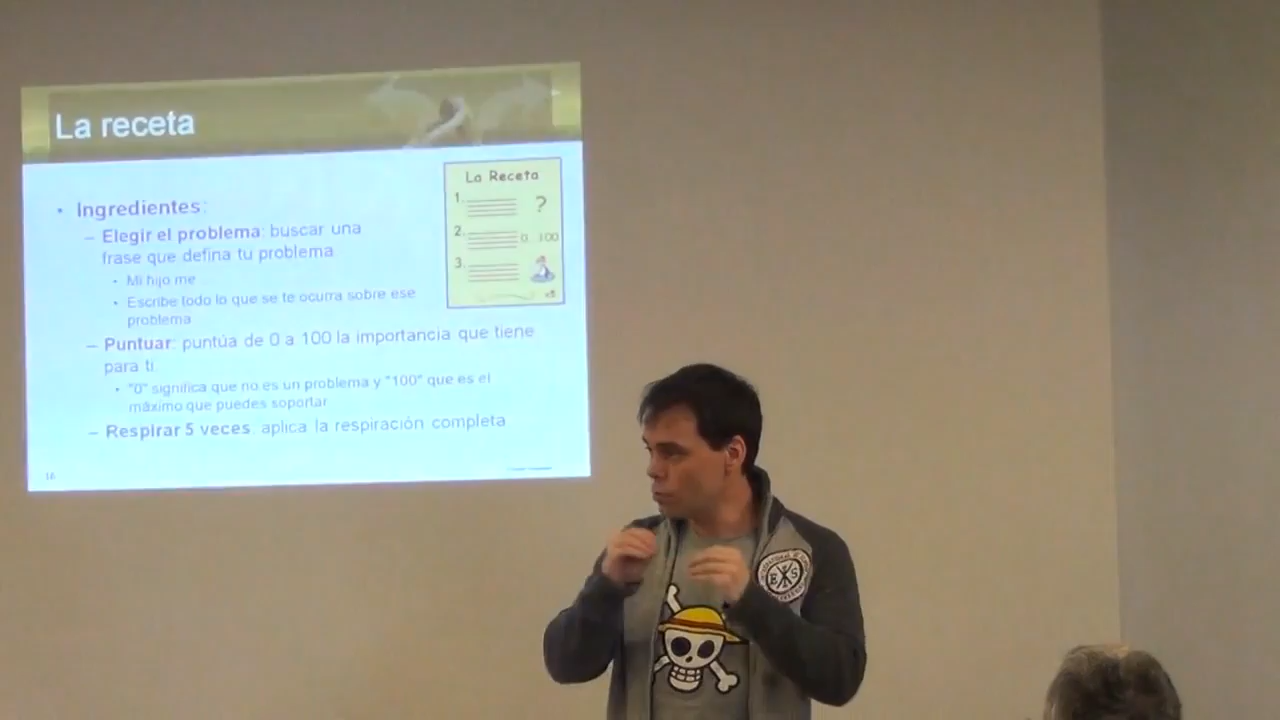 La receta
• Ingredientes:
– Elegir el problema: buscar una
frase que defina tu problema
• Mi hijo me
• Escribe todo lo que se te ocurra sobre ese
problema
– Puntuar: puntúa de 0 a 100 la importancia que tiene
para ti
• "0" significa que no es un problema y "100" que es el
máximo que puedes soportar
– Respirar 5 veces: aplica la respiración completa
16
La Receta
1. ?
2. 0 100
3.
x5
EKS